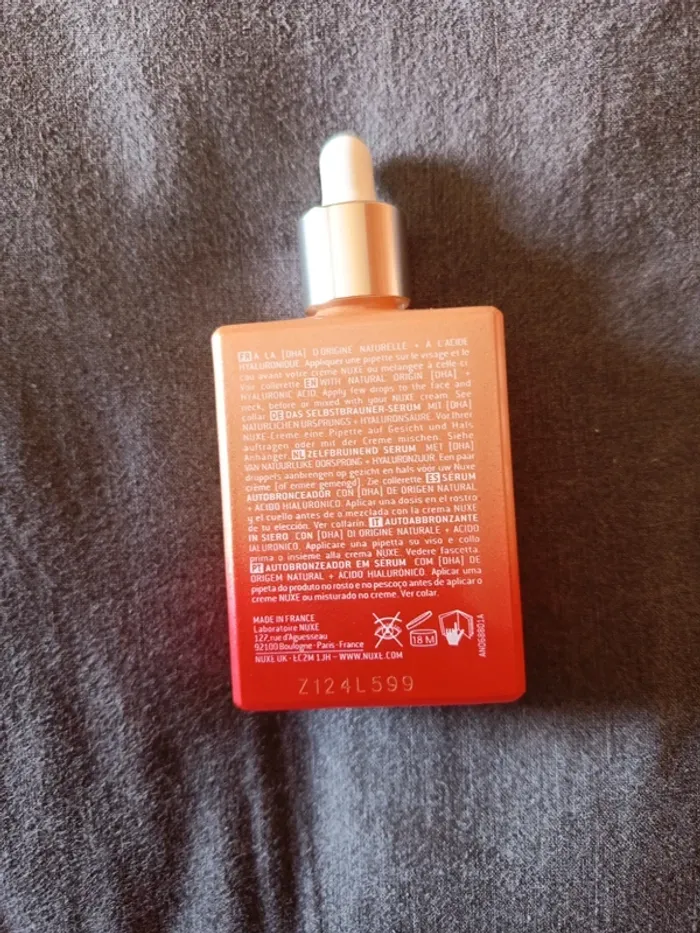 FR À LA [DHA] D'ORIGINE NATURELLE + À L'ACIDE
HYALURONIQUE. Appliquer une pipette sur le visage et le
cou avant votre crème NUXE ou mélangée à celle-ci.
Voir collerette. EN WITH NATURAL ORIGIN [DHA] +
HYALURONIC ACID. Apply few drops to the face and
neck, before or mixed with your NUXE cream. See
collar. DE DAS SELBSTBRÄUNER-SERUM MIT [DHA]
NATÜRLICHEN URSPRUNGS + HYALURONSÄURE. Vor Ihrer
NUXE-Creme eine Pipette auf Gesicht und Hals
auftragen oder mit der Creme mischen. Siehe
Anhänger. NL ZELFBRUINEND SERUM MET [DHA]
VAN NATUURLIJKE OORSPRONG + HYALURONZUUR. Een paar
druppels aanbrengen op gezicht en hals vóór uw Nuxe
crème [of ermee gemengd]. Zie collerette. ES SÉRUM
AUTOBRONCEADOR CON [DHA] DE ORIGEN NATURAL
+ ÁCIDO HIALURÓNICO. Aplicar una dosis en el rostro
y el cuello antes de o mezclada con la crema NUXE
de tu elección. Ver collarín. IT AUTOABBRONZANTE
IN SIERO CON [DHA] DI ORIGINE NATURALE + ACIDO
IALURONICO. Applicare una pipetta su viso e collo
prima o insieme alla crema NUXE. Vedere fascetta.
PT AUTOBRONZEADOR EM SÉRUM COM [DHA] DE
ORIGEM NATURAL + ÁCIDO HIALURÓNICO. Aplicar uma
pipeta do produto no rosto e no pescoço antes de aplicar o
creme NUXE ou misturado no creme. Ver colar.
MADE IN FRANCE
Laboratoire NUXE
127, rue d'Aguesseau
92100 Boulogne - Paris - France
NUXE UK - EC2M 1JH - WWW.NUXE.COM
18 M
AN068801A
Z124L599